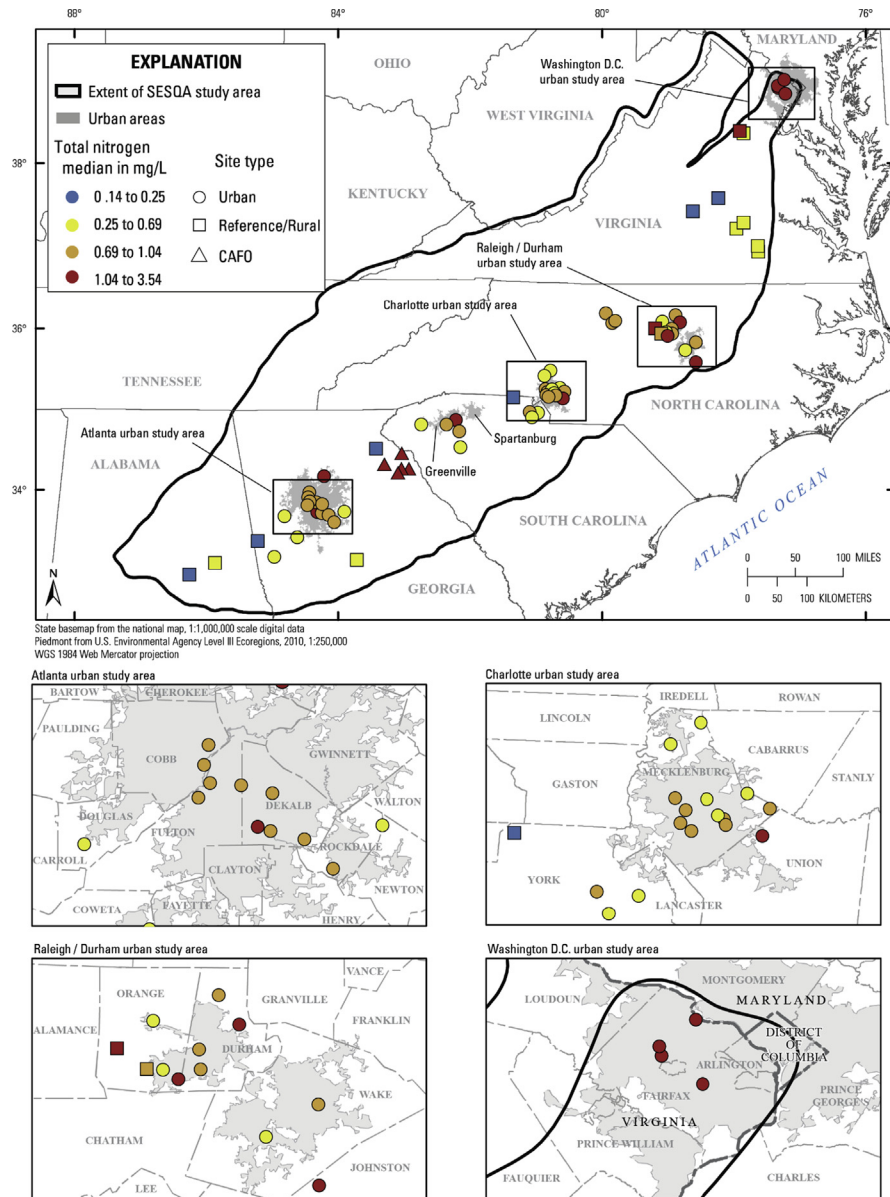 88°
84°
80°
76°
38°
36°
34°
EXPLANATION
Extent of SESQA study area
Urban areas
Total nitrogen
median in mg/L
Site type
0 .14 to 0.25
0.25 to 0.69
0.69 to 1.04
1.04 to 3.54
Urban
Reference/Rural
CAFO
OHIO
MARYLAND
Washington D.C.
urban study area
WEST VIRGINIA
KENTUCKY
VIRGINIA
Raleigh / Durham
urban study area
Charlotte urban study area
TENNESSEE
NORTH CAROLINA
Atlanta urban study area
Spartanburg
Greenville
ALABAMA
SOUTH CAROLINA
GEORGIA
ATLANTIC OCEAN
N
0 50 100 MILES
0 50 100 KILOMETERS
State basemap from the national map, 1:1,000,000 scale digital data
Piedmont from U.S. Environmental Agency Level III Ecoregions, 2010, 1:250,000
WGS 1984 Web Mercator projection
Atlanta urban study area
BARTOW
CHEROKEE
PAULDING
COBB
GWINNETT
DEKALB
WALTON
DOUGLAS
FULTON
ROCKDALE
CARROLL
CLAYTON
NEWTON
COWETA
FAYETTE
HENRY
Charlotte urban study area
IREDELL
ROWAN
LINCOLN
CABARRUS
MECKLENBURG
STANLY
GASTON
UNION
YORK
LANCASTER
Raleigh / Durham urban study area
VANCE
ORANGE
GRANVILLE
FRANKLIN
ALAMANCE
DURHAM
WAKE
CHATHAM
JOHNSTON
LEE
Washington D.C. urban study area
MONTGOMERY
LOUDOUN
MARYLAND
DISTRICT
OF
COLUMBIA
ARLINGTON
FAIRFAX
PRINCE
GEORGE'S
VIRGINIA
PRINCE WILLIAM
FAUQUIER
CHARLES